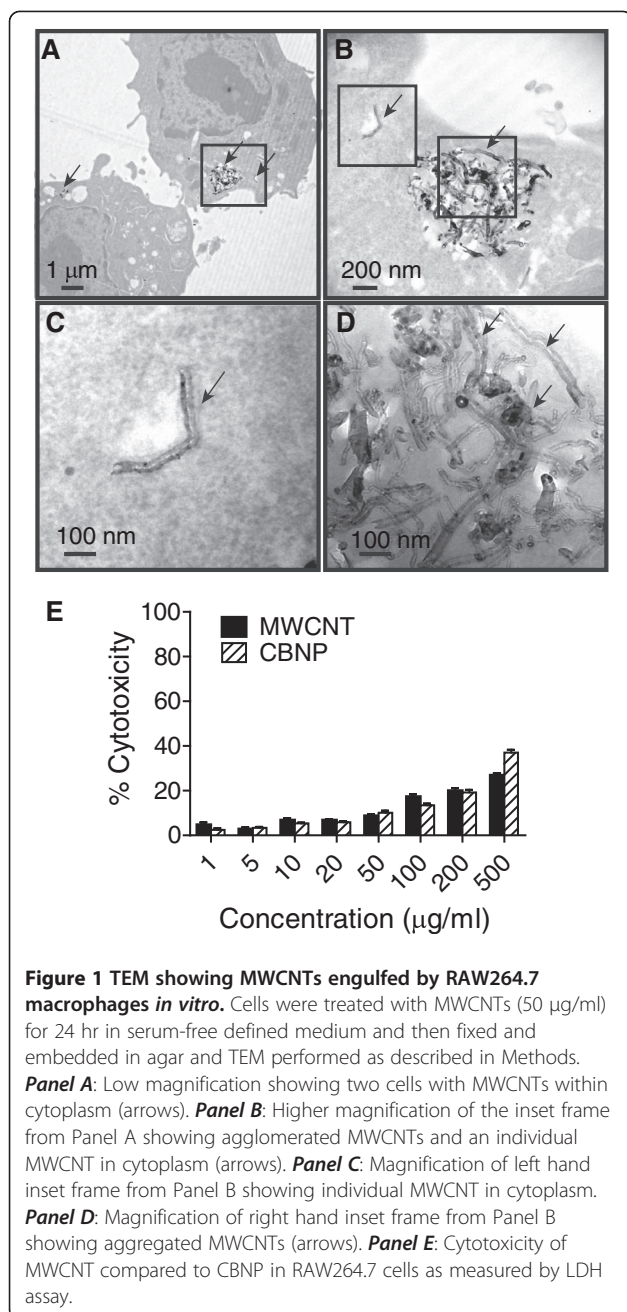 A
B
1 μm
200 nm
C
D
100 nm
100 nm
E
% Cytotoxicity
100
80
60
40
20
0
MWCNT
CBNP
1 5 10 20 50 100 200 500
Concentration (μg/ml)
Figure 1 TEM showing MWCNTs engulfed by RAW264.7
macrophages in vitro. Cells were treated with MWCNTs (50 μg/ml)
for 24 hr in serum-free defined medium and then fixed and
embedded in agar and TEM performed as described in Methods.
Panel A: Low magnification showing two cells with MWCNTs within
cytoplasm (arrows). Panel B: Higher magnification of the inset frame
from Panel A showing agglomerated MWCNTs and an individual
MWCNT in cytoplasm (arrows). Panel C: Magnification of left hand
inset frame from Panel B showing individual MWCNT in cytoplasm.
Panel D: Magnification of right hand inset frame from Panel B
showing aggregated MWCNTs (arrows). Panel E: Cytotoxicity of
MWCNT compared to CBNP in RAW264.7 cells as measured by LDH
assay.